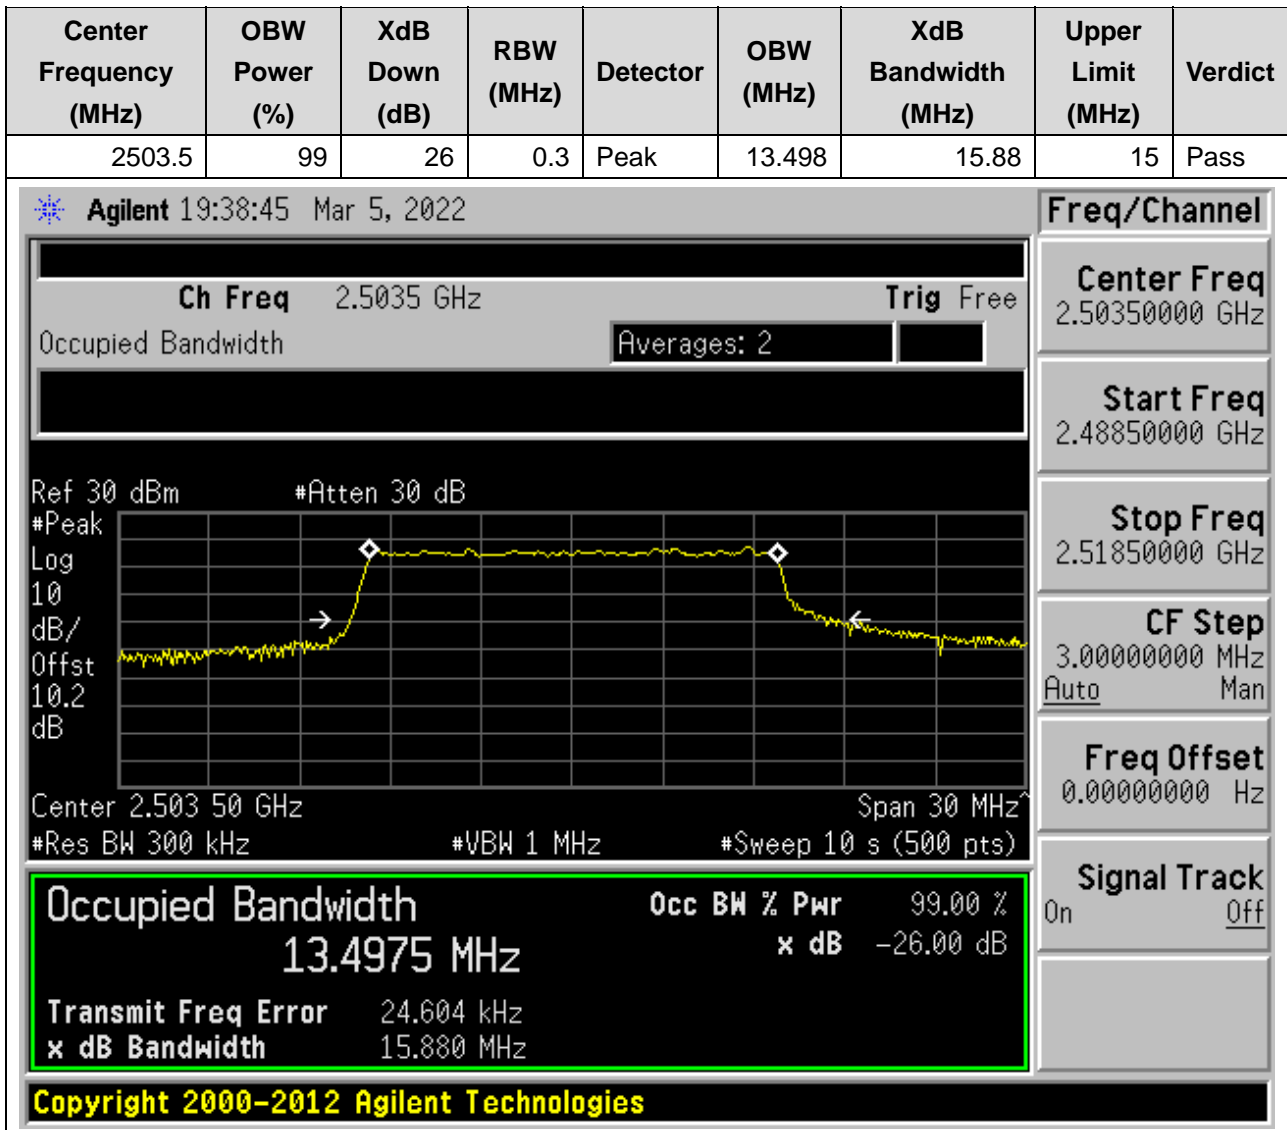 Center Frequency (MHz) OBW Power (%) XdB Down (dB) RBW (MHz) Detector OBW (MHz) XdB Bandwidth (MHz) Upper Limit (MHz) Verdict
2503.5 99 26 0.3 Peak 13.498 15.88 15 Pass
Agilent 19:38:45 Mar 5, 2022
Freq/Channel
Ch Freq 2.5035 GHz Trig Free
Occupied Bandwidth Averages: 2
Center Freq
2.50350000 GHz
Start Freq
2.48850000 GHz
Stop Freq
2.51850000 GHz
CF Step
3.00000000 MHz
Auto Man
Freq Offset
0.00000000 Hz
Signal Track
On Off
Ref 30 dBm #Atten 30 dB
#Peak
Log
10
dB/
Offst
10.2
dB
Center 2.503 50 GHz Span 30 MHz^
#Res BW 300 kHz #VBW 1 MHz #Sweep 10 s (500 pts)
Occupied Bandwidth
13.4975 MHz
Occ BW % Pwr 99.00 %
x dB -26.00 dB
Transmit Freq Error 24.604 kHz
x dB Bandwidth 15.880 MHz
Copyright 2000-2012 Agilent Technologies